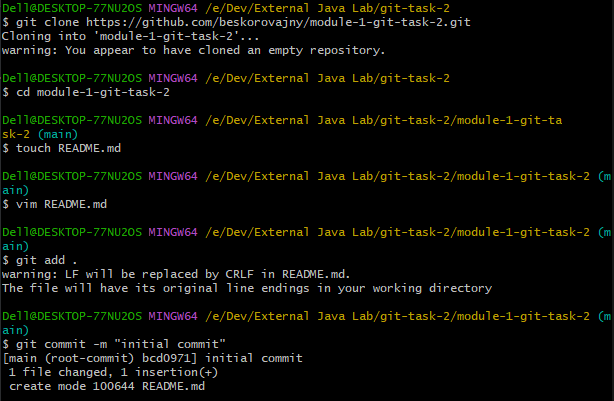 Dell@DESKTOP-77NU2OS MINGW64 /e/Dev/External Java Lab/git-task-2
$ git clone https://github.com/beskorovajny/module-1-git-task-2.git
Cloning into 'module-1-git-task-2'...
warning: You appear to have cloned an empty repository.
Dell@DESKTOP-77NU2OS MINGW64 /e/Dev/External Java Lab/git-task-2
$ cd module-1-git-task-2
Dell@DESKTOP-77NU2OS MINGW64 /e/Dev/External Java Lab/git-task-2/module-1-git-ta
sk-2 (main)
$ touch README.md
Dell@DESKTOP-77NU2OS MINGW64 /e/Dev/External Java Lab/git-task-2/module-1-git-task-2 (m
ain)
$ vim README.md
Dell@DESKTOP-77NU2OS MINGW64 /e/Dev/External Java Lab/git-task-2/module-1-git-task-2 (m
ain)
$ git add .
warning: LF will be replaced by CRLF in README.md.
The file will have its original line endings in your working directory
Dell@DESKTOP-77NU2OS MINGW64 /e/Dev/External Java Lab/git-task-2/module-1-git-task-2 (m
ain)
$ git commit -m "initial commit"
[main (root-commit) bcd0971] initial commit
 1 file changed, 1 insertion(+)
 create mode 100644 README.md